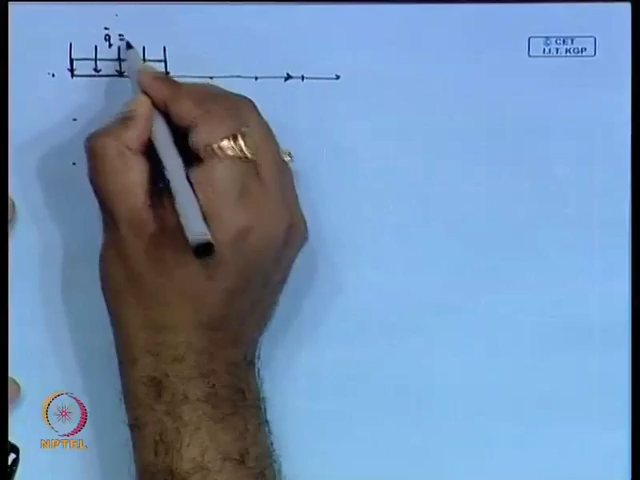 q̄ =
© CET
I.I.T. KGP
NPTEL